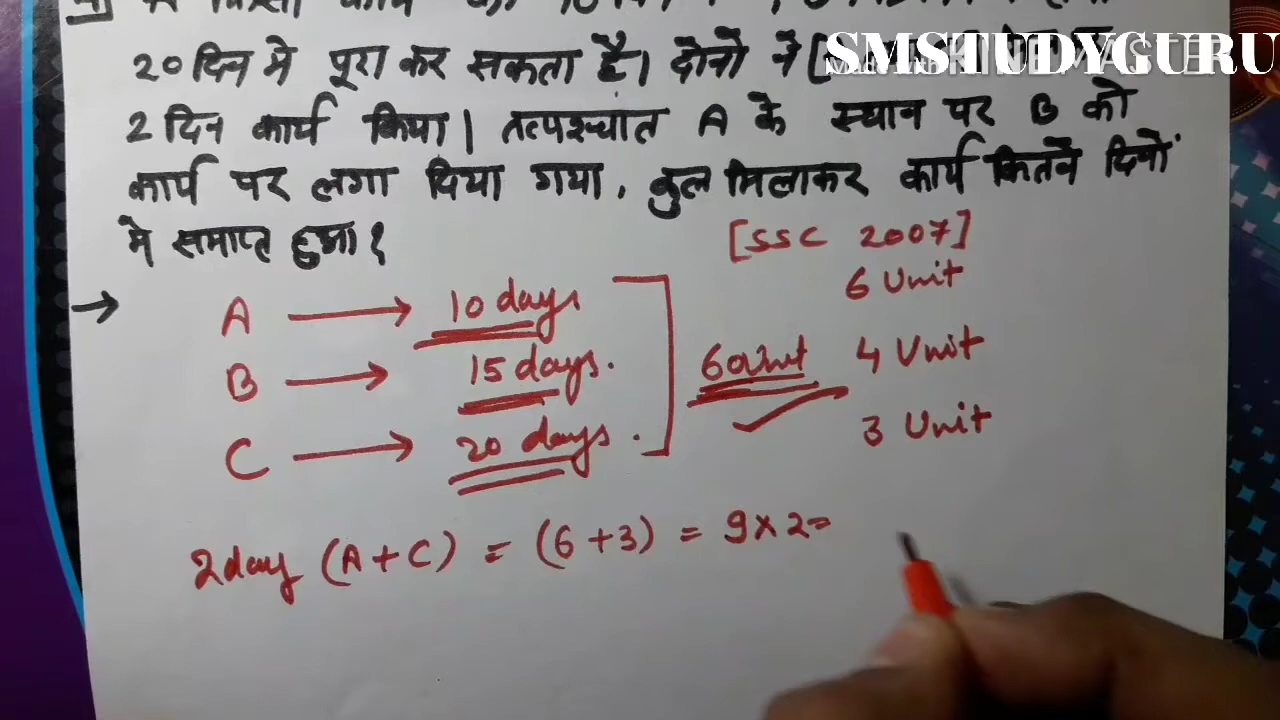 A किसी कार्य को
20 दिन मे पूरा कर सकता है। दोनो ने [
SMSTUDYGURU
2 दिन कार्य किया। तत्पश्चात A के स्थान पर B को
कार्य पर लगा दिया गया, कुल मिलाकर कार्य कितने दिनों
मे समाप्त हुआ?
[SSC 2007]
→ A → 10 days 6 Unit
B → 15 days. 60 Unit 4 Unit
C → 20 days. 3 Unit
2 day (A + C) = (6 + 3) = 9 × 2 =